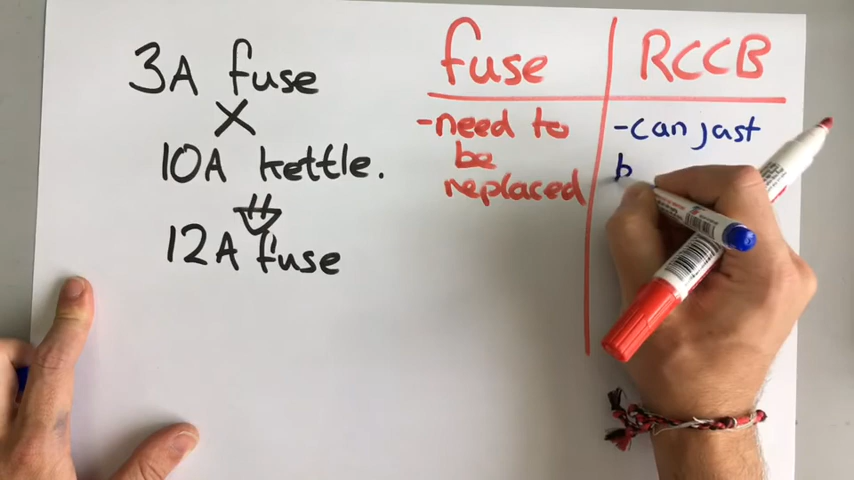 3A fuse
X
10A kettle.
12A fuse
fuse
RCCB
-need to
be
replaced
-can just
b